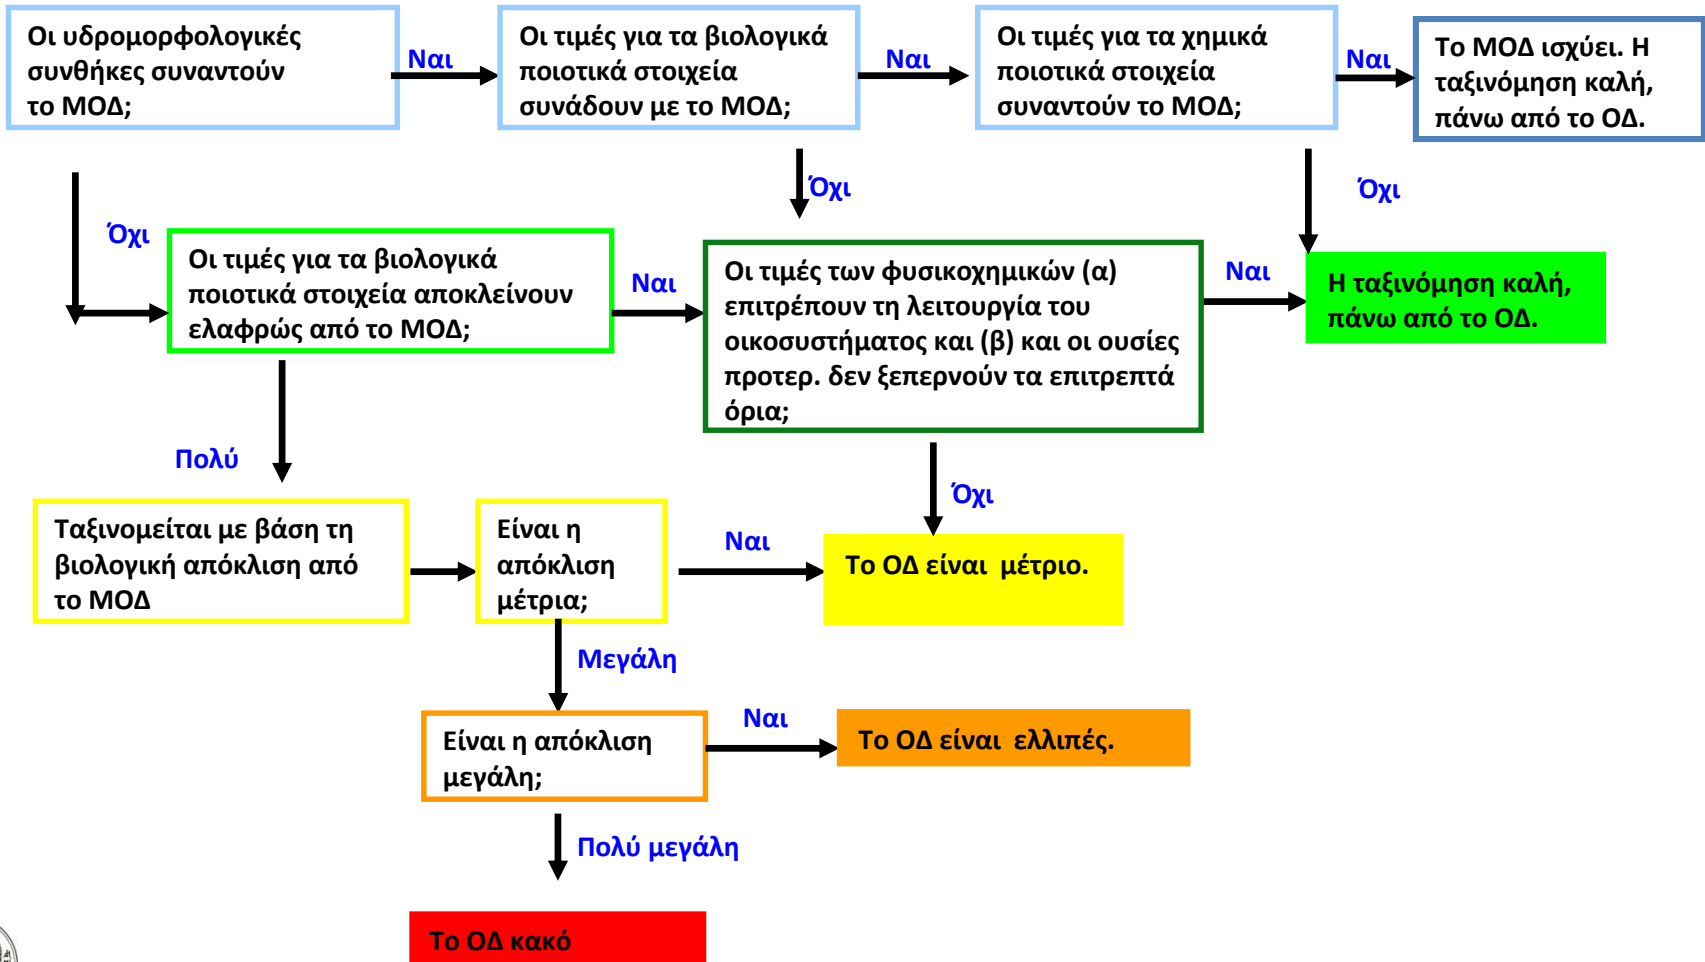 Οι υδρομορφολογικές
συνθήκες συναντούν
το ΜΟΔ;
Ναι
Οι τιμές για τα βιολογικά
ποιοτικά στοιχεία
συνάδουν με το ΜΟΔ;
Ναι
Οι τιμές για τα χημικά
ποιοτικά στοιχεία
συναντούν το ΜΟΔ;
Ναι
Το ΜΟΔ ισχύει. Η
ταξινόμηση καλή,
πάνω από το ΟΔ.
Όχι
Όχι
Όχι
Οι τιμές για τα βιολογικά
ποιοτικά στοιχεία αποκλείνουν
ελαφρώς από το ΜΟΔ;
Ναι
Οι τιμές των φυσικοχημικών (α)
επιτρέπουν τη λειτουργία του
οικοσυστήματος και (β) και οι ουσίες
προτερ. δεν ξεπερνούν τα επιτρεπτά
όρια;
Ναι
Η ταξινόμηση καλή,
πάνω από το ΟΔ.
Πολύ
Όχι
Ταξινομείται με βάση τη
βιολογική απόκλιση από
το ΜΟΔ
Είναι η
απόκλιση
μέτρια;
Ναι
Το ΟΔ είναι  μέτριο.
Μεγάλη
Είναι η απόκλιση
μεγάλη;
Ναι
Το ΟΔ είναι  ελλιπές.
Πολύ μεγάλη
Το ΟΔ κακό